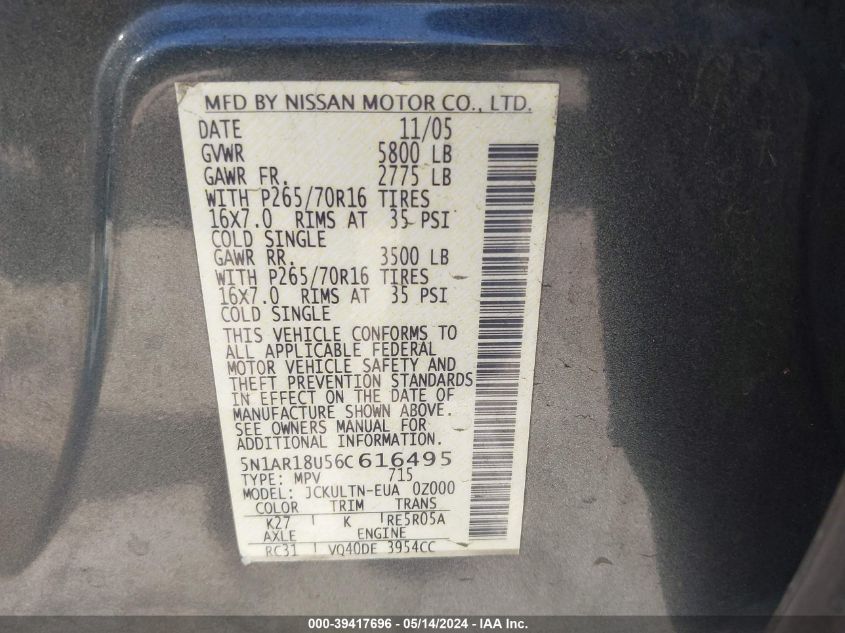 MFD BY NISSAN MOTOR CO., LTD.
DATE 11/05
GVWR 5800 LB
GAWR FR. 2775 LB
WITH P265/70R16 TIRES
16X7.0 RIMS AT 35 PSI
COLD SINGLE
GAWR RR. 3500 LB
WITH P265/70R16 TIRES
16X7.0 RIMS AT 35 PSI
COLD SINGLE
THIS VEHICLE CONFORMS TO
ALL APPLICABLE FEDERAL
MOTOR VEHICLE SAFETY AND
THEFT PREVENTION STANDARDS
IN EFFECT ON THE DATE OF
MANUFACTURE SHOWN ABOVE.
SEE OWNERS MANUAL FOR
ADDITIONAL INFORMATION.
5N1AR18U56C616495
TYPE: MPV 715
MODEL: JCKULTN-EUA 0Z000
COLOR TRIM TRANS
K27 K RE5R05A
AXLE ENGINE
RC31 VQ40DE 3954CC
000-39417696 - 05/14/2024 - IAA Inc.